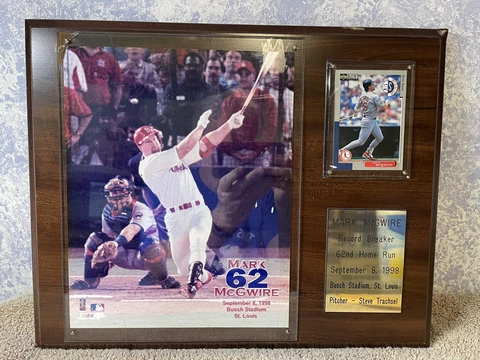 MARK
62
McGWIRE
September 8, 1998
Busch Stadium
St. Louis
MARK McGWIRE
Record Breaker
62nd Home Run
September 8, 1998
Busch Stadium, St. Louis
Pitcher - Steve Trachsel